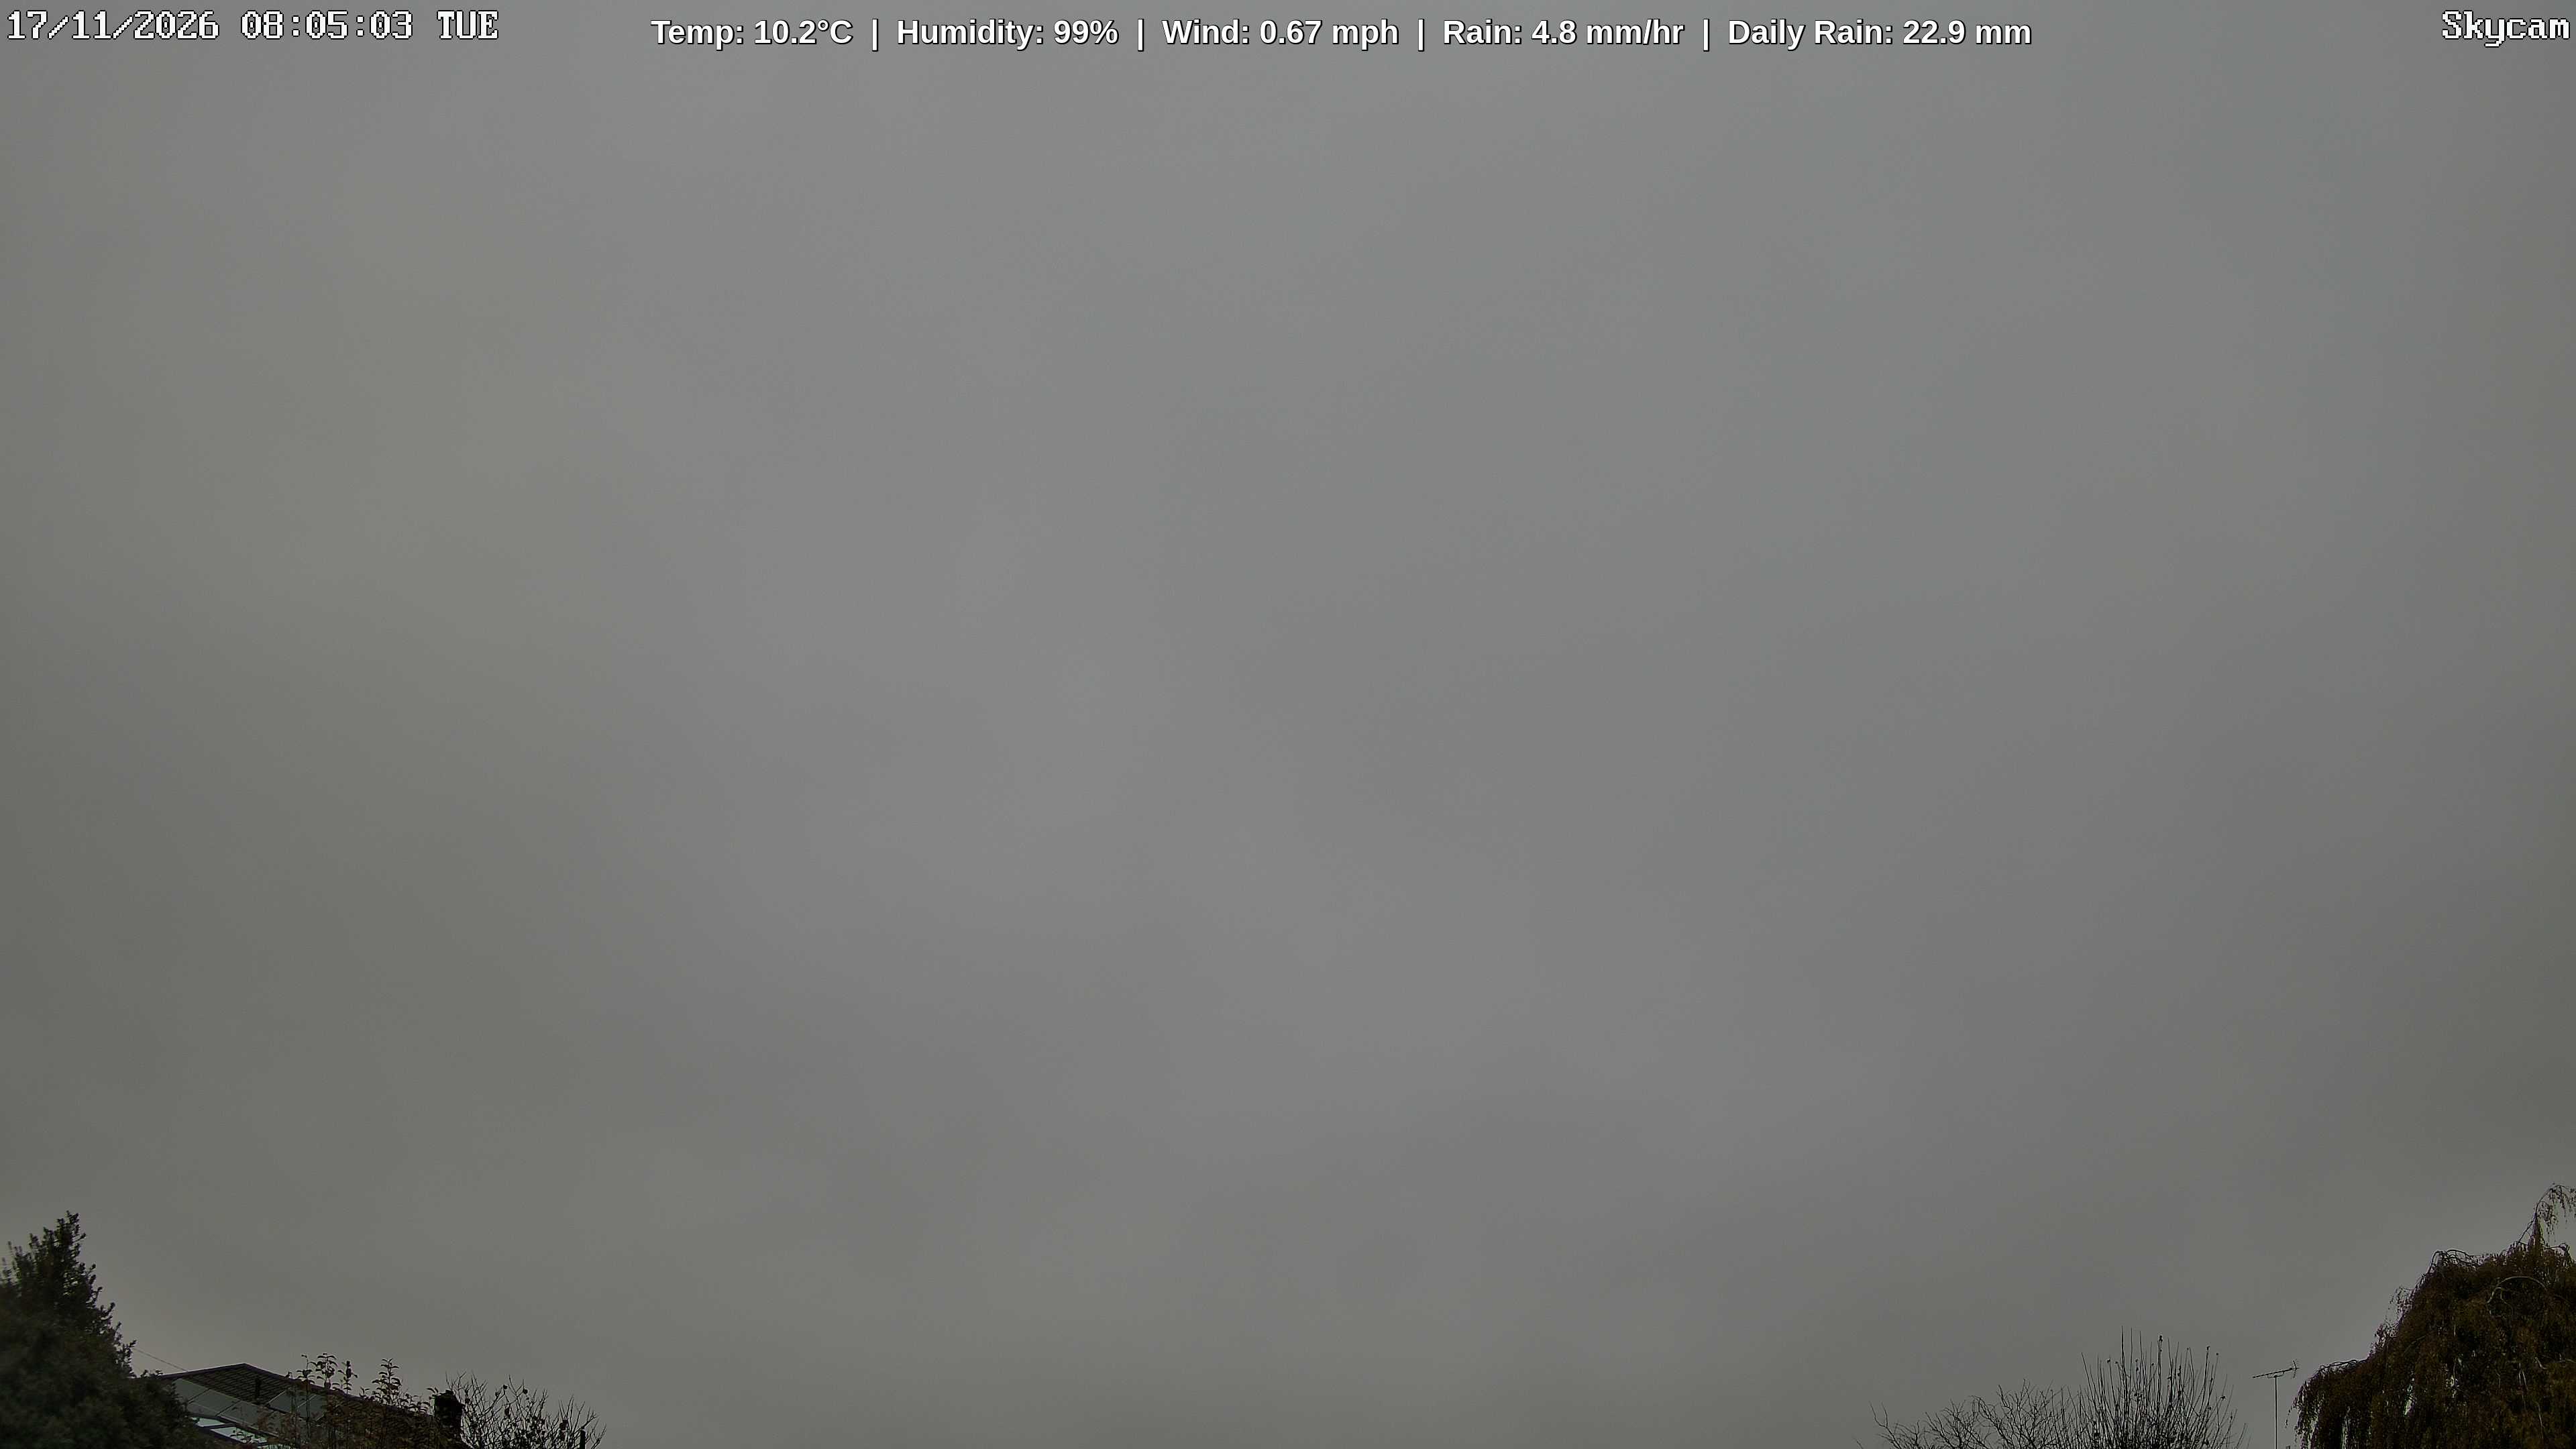 17/11/2026 08:05:03 TUE
Temp: 10.2°C | Humidity: 99% | Wind: 0.67 mph | Rain: 4.8 mm/hr | Daily Rain: 22.9 mm
Skycam